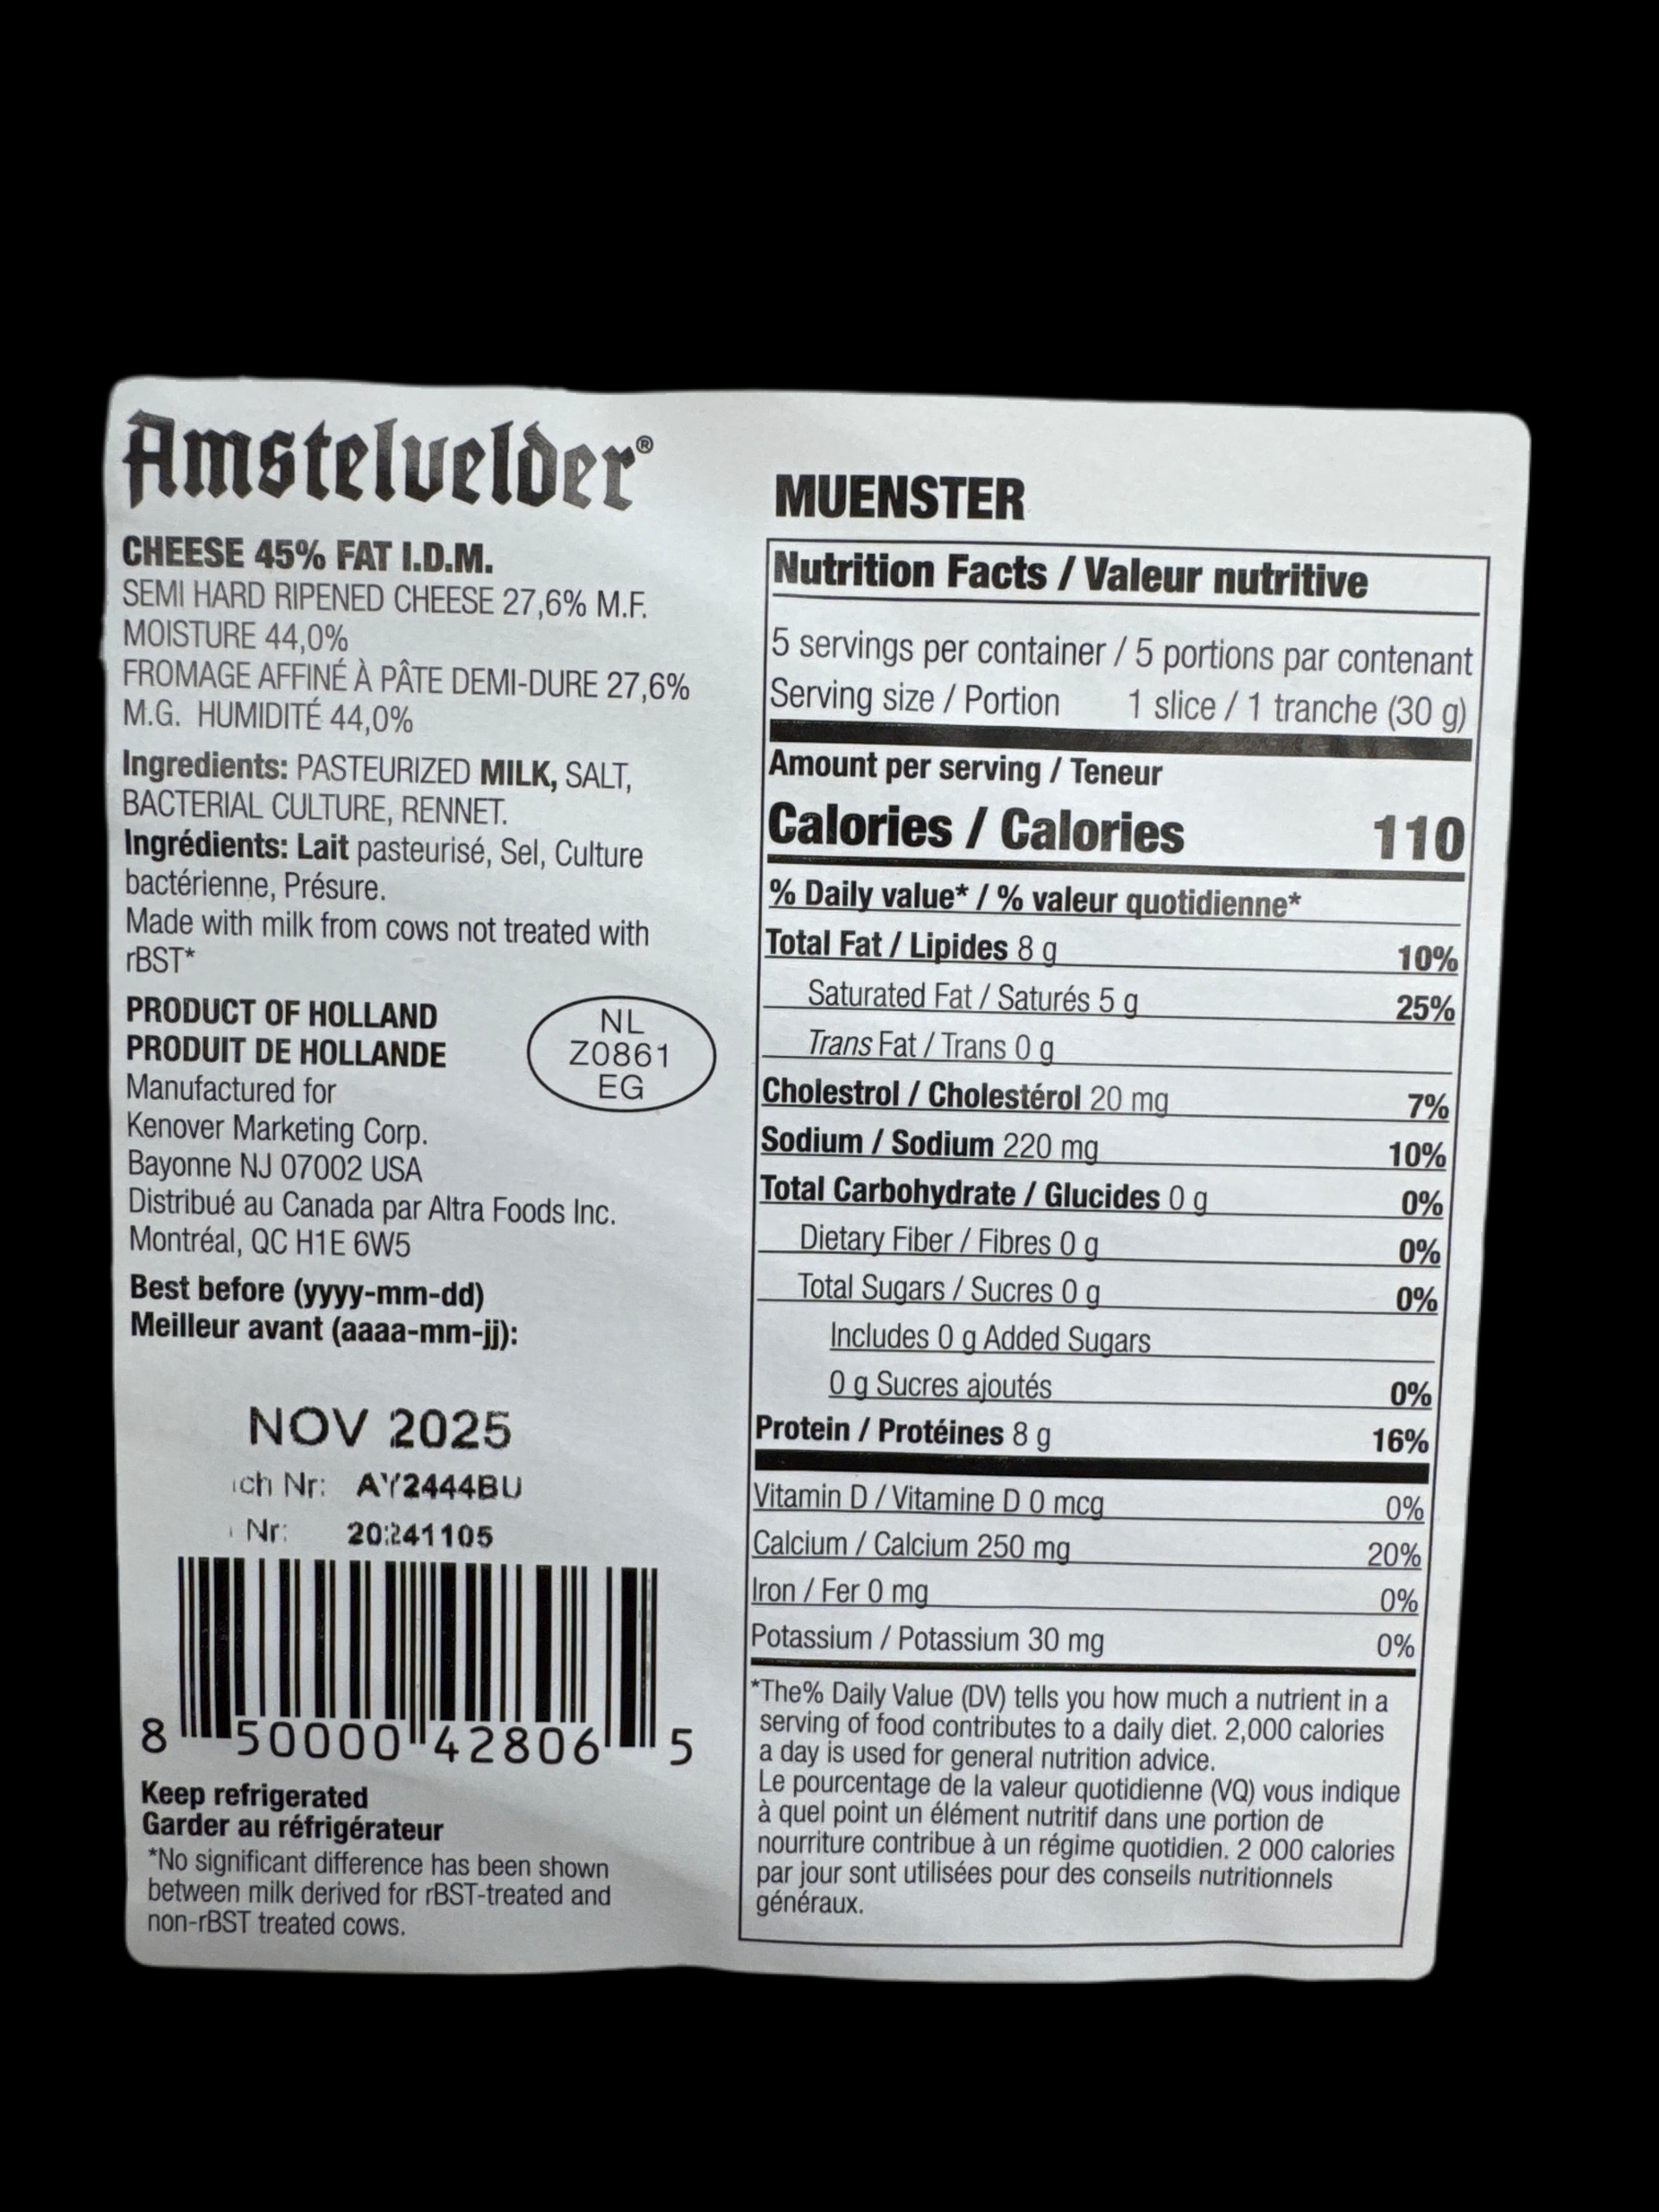 Amstelvelder®
CHEESE 45% FAT I.D.M.
SEMI HARD RIPENED CHEESE 27,6% M.F.
MOISTURE 44,0%
FROMAGE AFFINÉ À PÂTE DEMI-DURE 27,6%
M.G. HUMIDITÉ 44,0%
Ingredients: PASTEURIZED MILK, SALT,
BACTERIAL CULTURE, RENNET.
Ingrédients: Lait pasteurisé, Sel, Culture
bactérienne, Présure.
Made with milk from cows not treated with
rBST*
PRODUCT OF HOLLAND
PRODUIT DE HOLLANDE
NL
Z0861
EG
Manufactured for
Kenover Marketing Corp.
Bayonne NJ 07002 USA
Distribué au Canada par Altra Foods Inc.
Montréal, QC H1E 6W5
Best before (yyyy-mm-dd)
Meilleur avant (aaaa-mm-jj):
NOV 2025
ch Nr: AY2444BU
Nr: 20241105
8 50000 42806 5
Keep refrigerated
Garder au réfrigérateur
*No significant difference has been shown
between milk derived for rBST-treated and
non-rBST treated cows.
MUENSTER
Nutrition Facts / Valeur nutritive
5 servings per container / 5 portions par contenant
Serving size / Portion 1 slice / 1 tranche (30 g)
Amount per serving / Teneur
Calories / Calories 110
% Daily value* / % valeur quotidienne*
Total Fat / Lipides 8 g 10%
Saturated Fat / Saturés 5 g 25%
Trans Fat / Trans 0 g
Cholestrol / Cholestérol 20 mg 7%
Sodium / Sodium 220 mg 10%
Total Carbohydrate / Glucides 0 g 0%
Dietary Fiber / Fibres 0 g 0%
Total Sugars / Sucres 0 g 0%
Includes 0 g Added Sugars
0 g Sucres ajoutés 0%
Protein / Protéines 8 g 16%
Vitamin D / Vitamine D 0 mcg 0%
Calcium / Calcium 250 mg 20%
Iron / Fer 0 mg 0%
Potassium / Potassium 30 mg 0%
*The% Daily Value (DV) tells you how much a nutrient in a
serving of food contributes to a daily diet. 2,000 calories
a day is used for general nutrition advice.
Le pourcentage de la valeur quotidienne (VQ) vous indique
à quel point un élément nutritif dans une portion de
nourriture contribue à un régime quotidien. 2 000 calories
par jour sont utilisées pour des conseils nutritionnels
généraux.